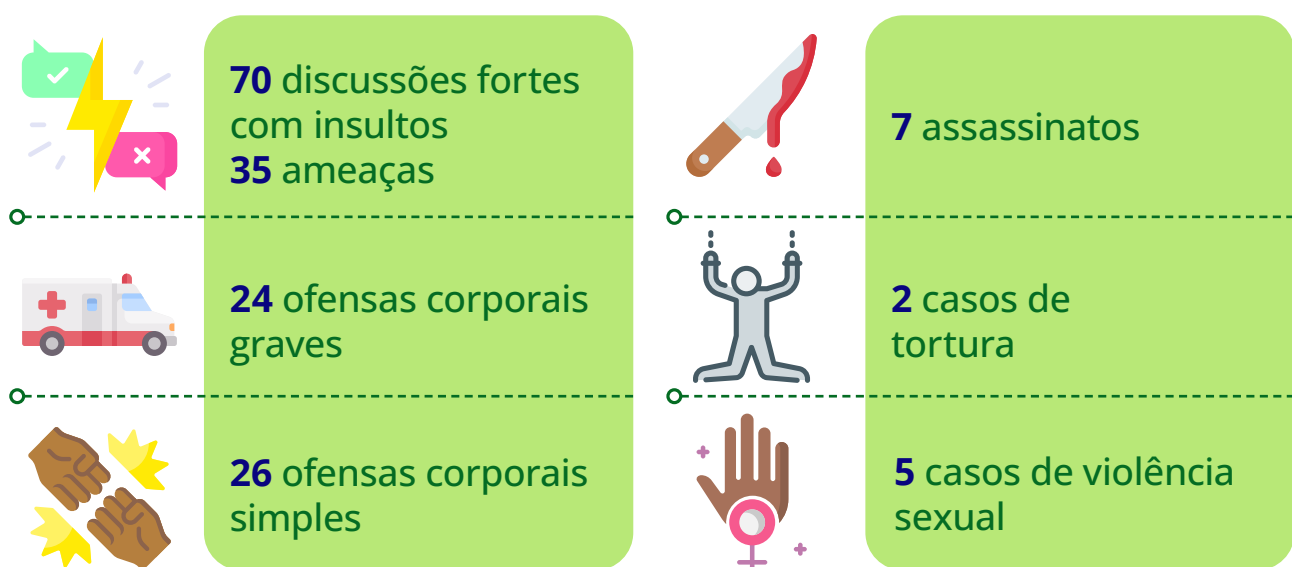 70 discussões fortes
com insultos
35 ameaças
24 ofensas corporais
graves
26 ofensas corporais
simples
7 assassinatos
2 casos de
tortura
5 casos de violência
sexual